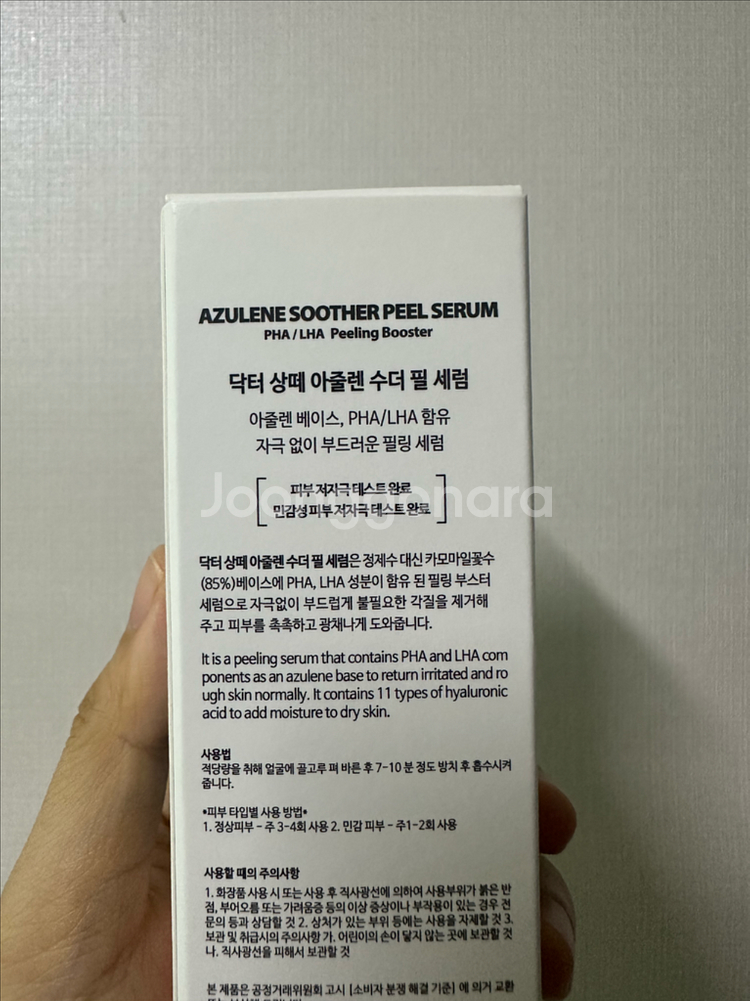 AZULENE SOOTHER PEEL SERUM
PHA / LHA Peeling Booster
닥터 상떼 아줄렌 수더 필 세럼
아줄렌 베이스, PHA/LHA 함유
자극 없이 부드러운 필링 세럼
피부 저자극 테스트 완료
Joonggonara
민감성 피부 저자극 테스트 완료
닥터 상떼 아줄렌 수더 필 세럼은 정제수 대신 카모마일꽃수
(85%)베이스에 PHA, LHA 성분이 함유 된 필링 부스터
세럼으로 자극없이 부드럽게 불필요한 각질을 제거해
주고 피부를 촉촉하고 광채나게 도와줍니다.
It is a peeling serum that contains PHA and LHA com
ponents as an azulene base to return irritated and ro
ugh skin normally. It contains 11 types of hyaluronic
acid to add moisture to dry skin.
사용법
적당량을 취해 얼굴에 골고루 펴 바른 후 7-10 분 정도 방치 후 흡수시켜
줍니다.
•피부 타입별 사용 방법•
1. 정상피부 – 주 3-4회 사용 2. 민감 피부 – 주1-2회 사용
사용할 때의 주의사항
1. 화장품 사용 시 또는 사용 후 직사광선에 의하여 사용부위가 붉은 반
점, 부어오름 또는 가려움증 등의 이상 증상이나 부작용이 있는 경우 전
문의 등과 상담할 것 2. 상처가 있는 부위 등에는 사용을 자제할 것 3.
보관 및 취급시의 주의사항 가. 어린이의 손이 닿지 않는 곳에 보관할 것
나. 직사광선을 피해서 보관할 것
본 제품은 공정거래위원회 고시 [소비자 분쟁 해결 기준] 에 의거 교환